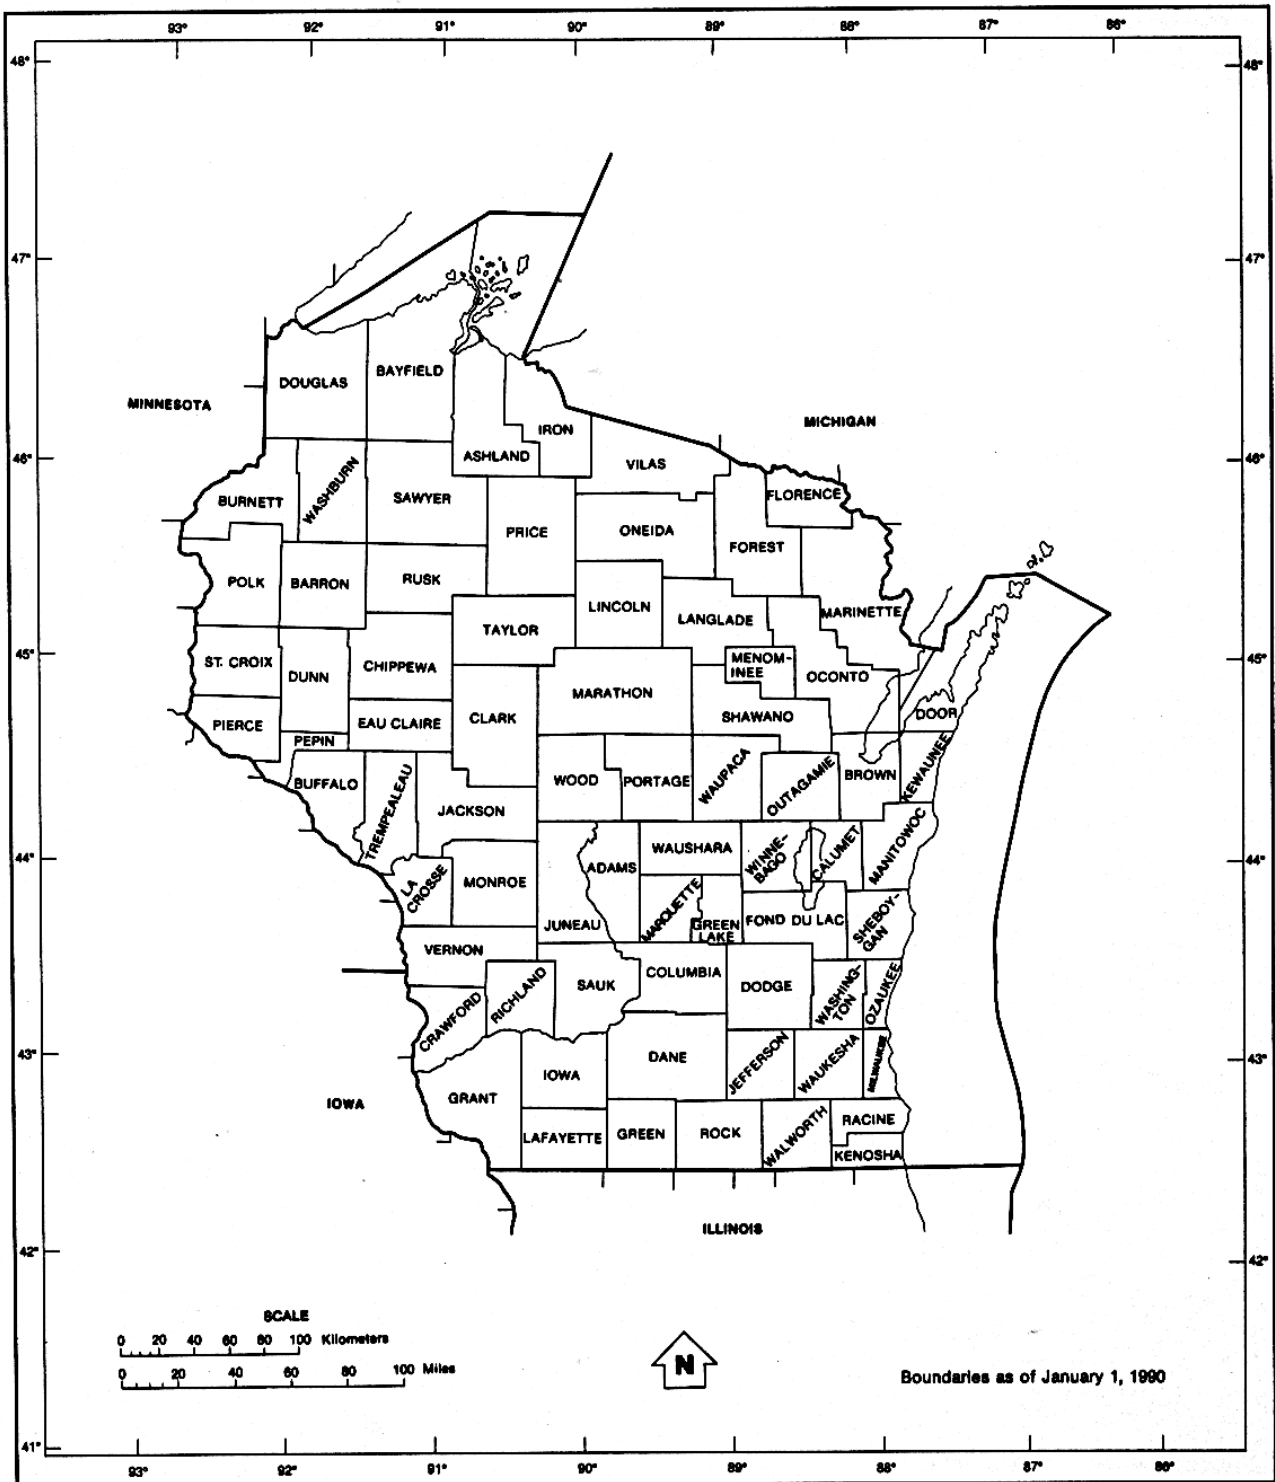 93° 92° 91° 90° 89° 88° 87° 86°
48° 48°
47° 47°
DOUGLAS
BAYFIELD
MINNESOTA
MICHIGAN
IRON
ASHLAND
46° 46°
VILAS
BURNETT
WASHBURN
SAWYER
FLORENCE
PRICE
ONEIDA
FOREST
POLK
BARRON
RUSK
LINCOLN
LANGLADE
MARINETTE
TAYLOR
45° 45°
ST. CROIX
DUNN
CHIPPEWA
MENOM-
INEE
OCONTO
MARATHON
PIERCE
EAU CLAIRE
CLARK
SHAWANO
DOOR
PEPIN
BUFFALO
TREMPEALEAU
WOOD
PORTAGE
WAUPACA
OUTAGAMIE
BROWN
KEWAUNEE
JACKSON
44° 44°
WAUSHARA
WINNE-
BAGO
CALUMET
MANITOWOC
ADAMS
LA
CROSSE
MONROE
JUNEAU
MARQUETTE
GREEN
LAKE
FOND DU LAC
SHEBOY-
GAN
VERNON
SAUK
COLUMBIA
DODGE
WASHING-
TON
OZAUKEE
CRAWFORD
RICHLAND
43° 43°
DANE
JEFFERSON
WAUKESHA
MILWAUKEE
IOWA
IOWA
GRANT
LAFAYETTE
GREEN
ROCK
WALWORTH
RACINE
KENOSHA
ILLINOIS
42° 42°
SCALE
0 20 40 60 80 100 Kilometers
0 20 40 60 80 100 Miles
N
Boundaries as of January 1, 1990
41°
93° 92° 91° 90° 89° 88° 87° 86°